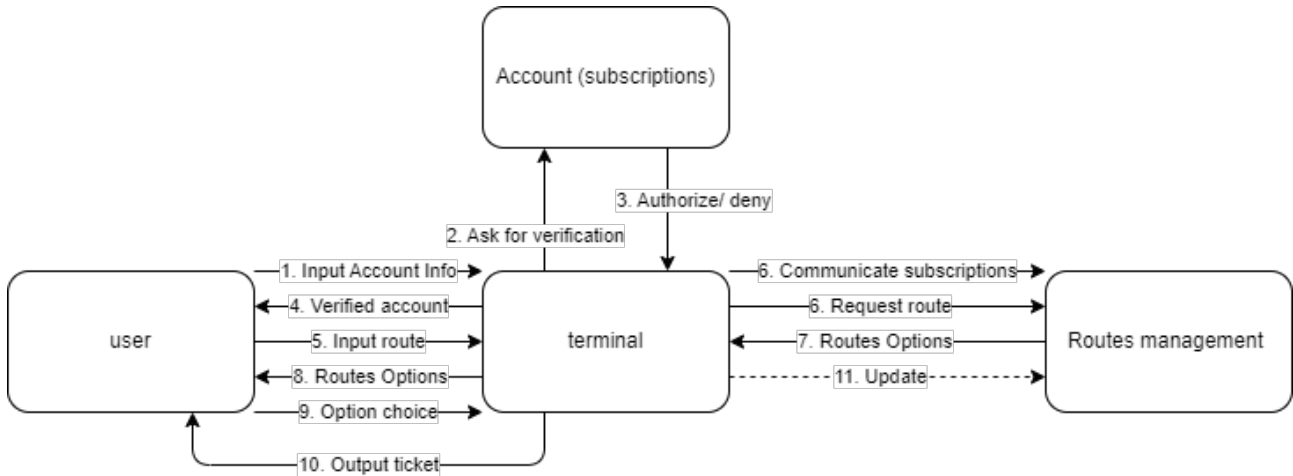 Account (subscriptions)
3. Authorize/ deny
2. Ask for verification
1. Input Account Info
6. Communicate subscriptions
4. Verified account
6. Request route
user
5. Input route
terminal
7. Routes Options
Routes management
8. Routes Options
11. Update
9. Option choice
10. Output ticket